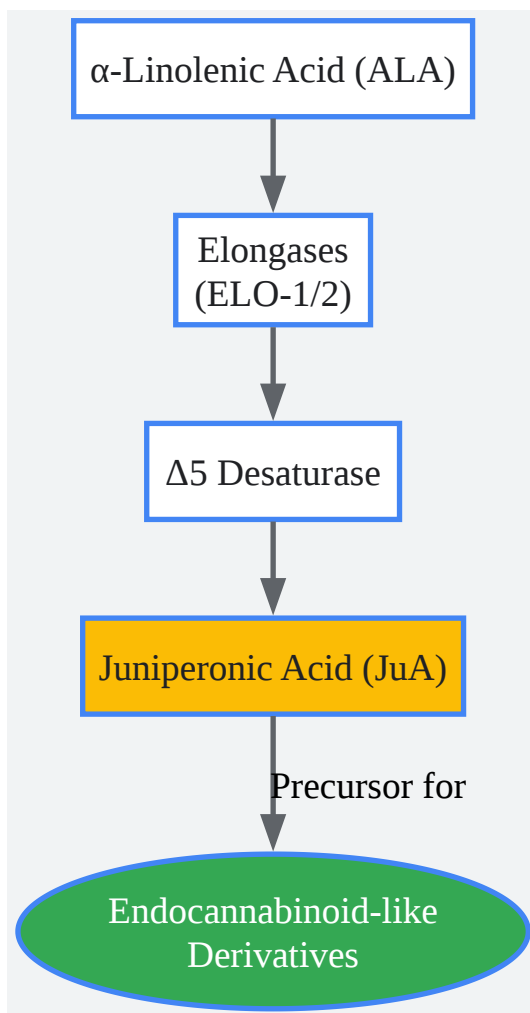 α-Linolenic Acid (ALA)
Elongases
(ELO-1/2)
Δ5 Desaturase
Juniperonic Acid (JuA)
Precursor for
Endocannabinoid-like
Derivatives